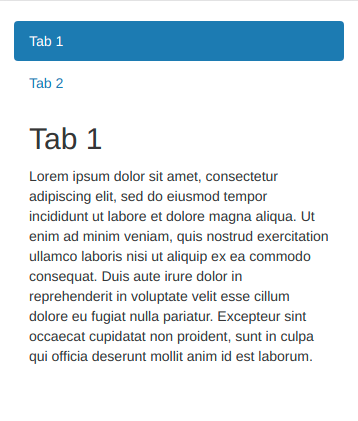 Tab 1
Tab 2
Tab 1
Lorem ipsum dolor sit amet, consectetur
adipiscing elit, sed do eiusmod tempor
incididunt ut labore et dolore magna aliqua. Ut
enim ad minim veniam, quis nostrud exercitation
ullamco laboris nisi ut aliquip ex ea commodo
consequat. Duis aute irure dolor in
reprehenderit in voluptate velit esse cillum
dolore eu fugiat nulla pariatur. Excepteur sint
occaecat cupidatat non proident, sunt in culpa
qui officia deserunt mollit anim id est laborum.